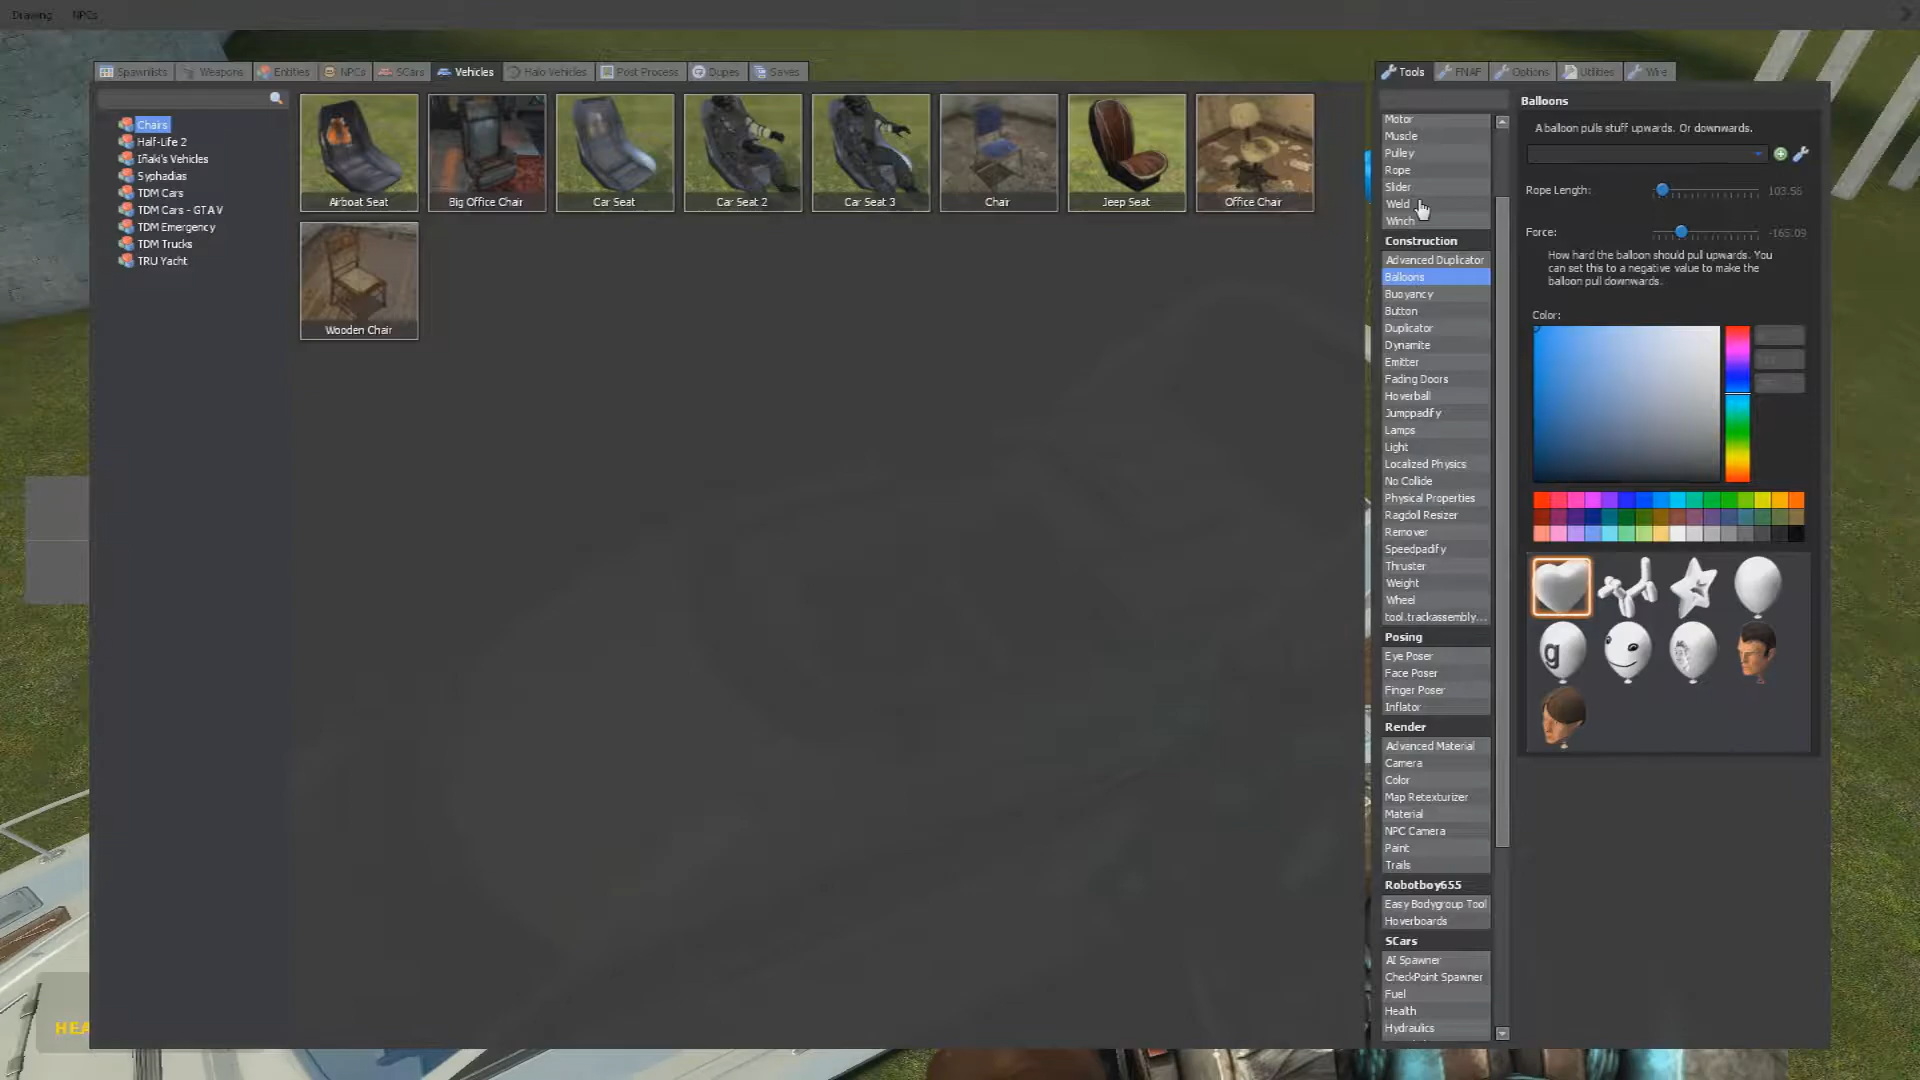 Drawing NPCs
Spawnlists Weapons Entities NPCs SCars Vehicles Halo Vehicles Post Process Dupes Saves
Tools FNAF Options Utilities Wire
Chairs
Half-Life 2
Iñaki's Vehicles
Syphadias
TDM Cars
TDM Cars - GTAV
TDM Emergency
TDM Trucks
TRU Yacht
Airboat Seat
Big Office Chair
Car Seat
Car Seat 2
Car Seat 3
Chair
Jeep Seat
Office Chair
Wooden Chair
Motor
Muscle
Pulley
Rope
Slider
Weld
Winch
Construction
Advanced Duplicator
Balloons
Buoyancy
Button
Duplicator
Dynamite
Emitter
Fading Doors
Hoverball
Jumppadify
Lamps
Light
Localized Physics
No Collide
Physical Properties
Ragdoll Resizer
Remover
Speedpadify
Thruster
Weight
Wheel
tool.trackassembly...
Posing
Eye Poser
Face Poser
Finger Poser
Inflator
Render
Advanced Material
Camera
Color
Map Retexturizer
Material
NPC Camera
Paint
Trails
Robotboy655
Easy Bodygroup Tool
Hoverboards
SCars
AI Spawner
CheckPoint Spawner
Fuel
Health
Hydraulics
Balloons
A balloon pulls stuff upwards. Or downwards.
Rope Length: 103.56
Force: -165.09
How hard the balloon should pull upwards. You
can set this to a negative value to make the
balloon pull downwards.
Color:
g
HEA